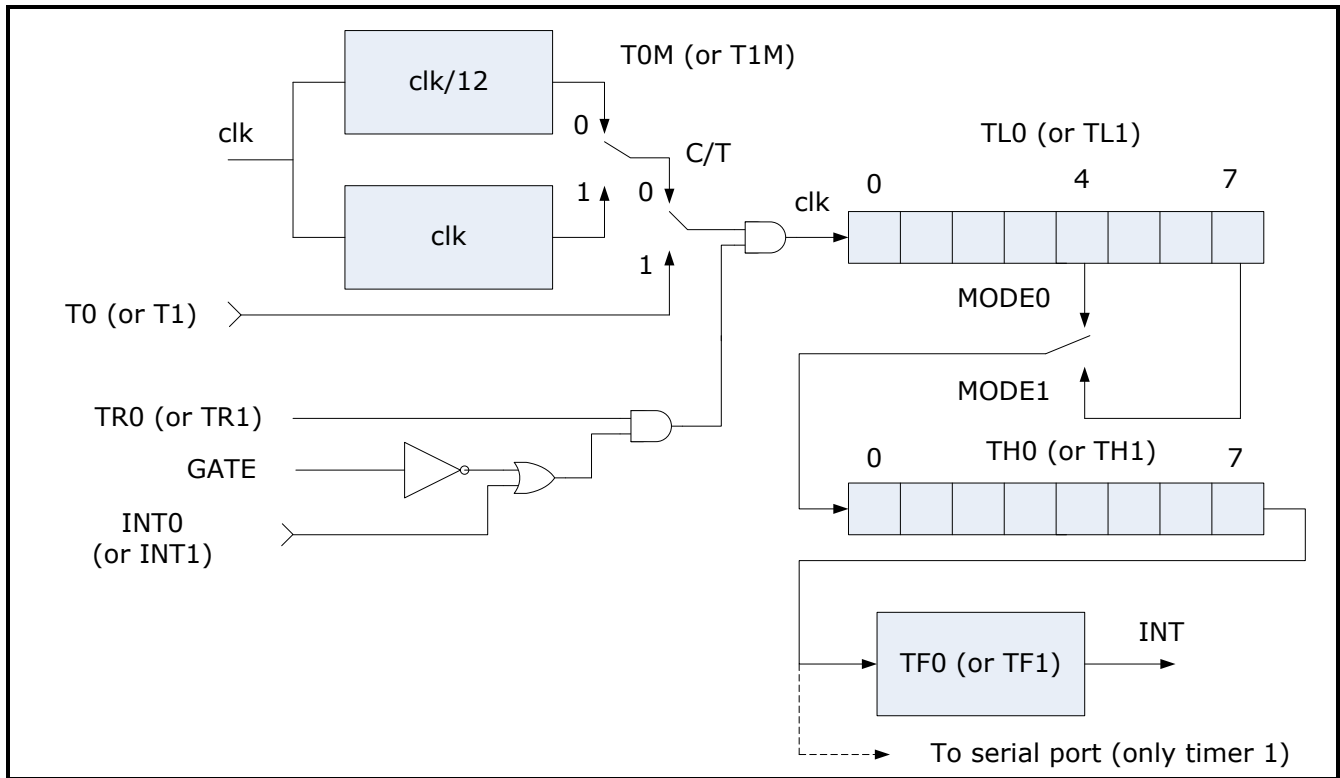 T0M (or T1M)
clk/12
clk
0
C/T
TL0 (or TL1)
1
0
0
4
7
clk
clk
1
T0 (or T1)
MODE0
MODE1
TR0 (or TR1)
GATE
TH0 (or TH1)
0
7
INT0
(or INT1)
TF0 (or TF1)
INT
To serial port (only timer 1)